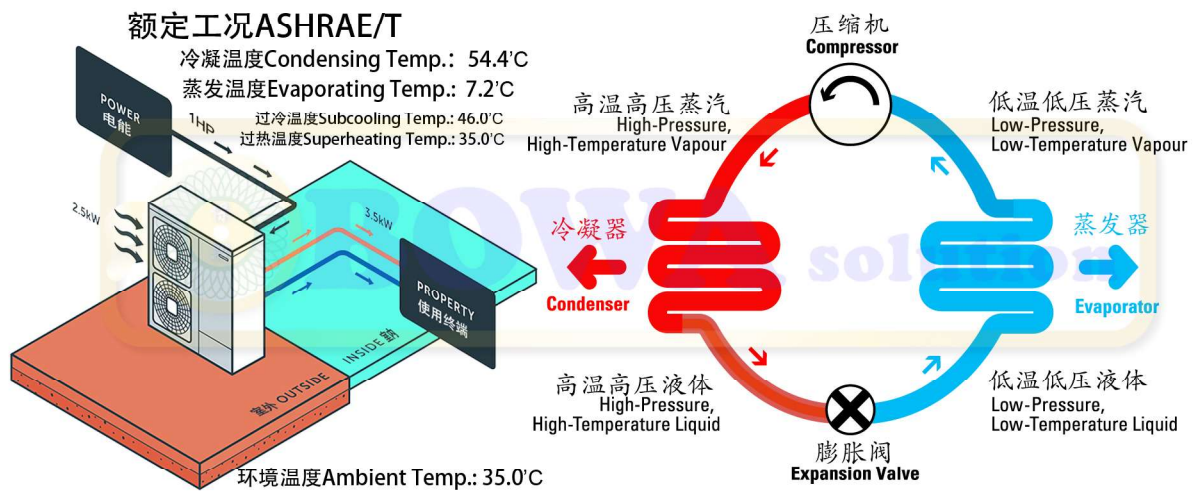 额定工况ASHRAE/T
冷凝温度Condensing Temp.: 54.4℃
蒸发温度Evaporating Temp.: 7.2℃
过冷温度Subcooling Temp.: 46.0℃
过热温度Superheating Temp.: 35.0℃
POWER
电能
1HP
2.5kW
3.5kW
PROPERTY
使用终端
INSIDE
室外 OUTSIDE
环境温度Ambient Temp.: 35.0℃
压缩机
Compressor
高温高压蒸汽
High-Pressure,
High-Temperature Vapour
低温低压蒸汽
Low-Pressure,
Low-Temperature Vapour
冷凝器
Condenser
蒸发器
Evaporator
高温高压液体
High-Pressure,
High-Temperature Liquid
低温低压液体
Low-Pressure,
Low-Temperature Liquid
膨胀阀
Expansion Valve
POWA solution